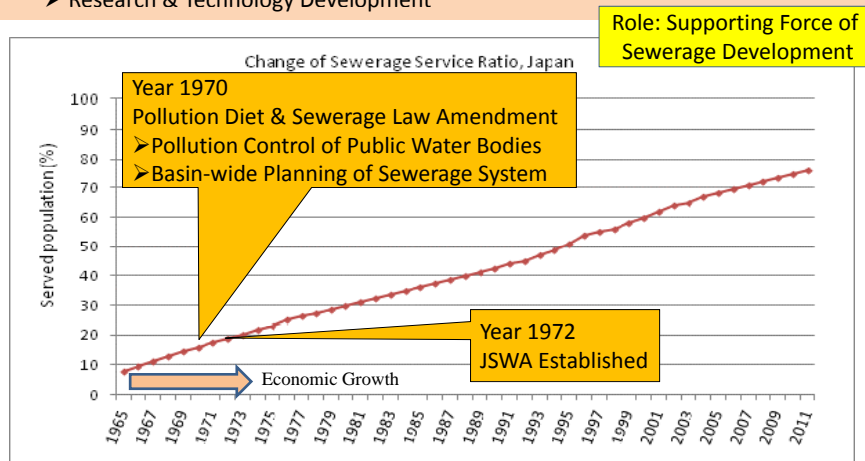 ➢ Research & Technology Development
Role: Supporting Force of
Sewerage Development
Change of Sewerage Service Ratio, Japan
Year 1970
Pollution Diet & Sewerage Law Amendment
➢Pollution Control of Public Water Bodies
➢Basin-wide Planning of Sewerage System
Served population (%)
100
90
80
70
60
50
40
30
20
10
0
Year 1972
JSWA Established
Economic Growth
1965
1967
1969
1971
1973
1975
1977
1979
1981
1983
1985
1987
1989
1991
1993
1995
1997
1999
2001
2003
2005
2007
2009
2011